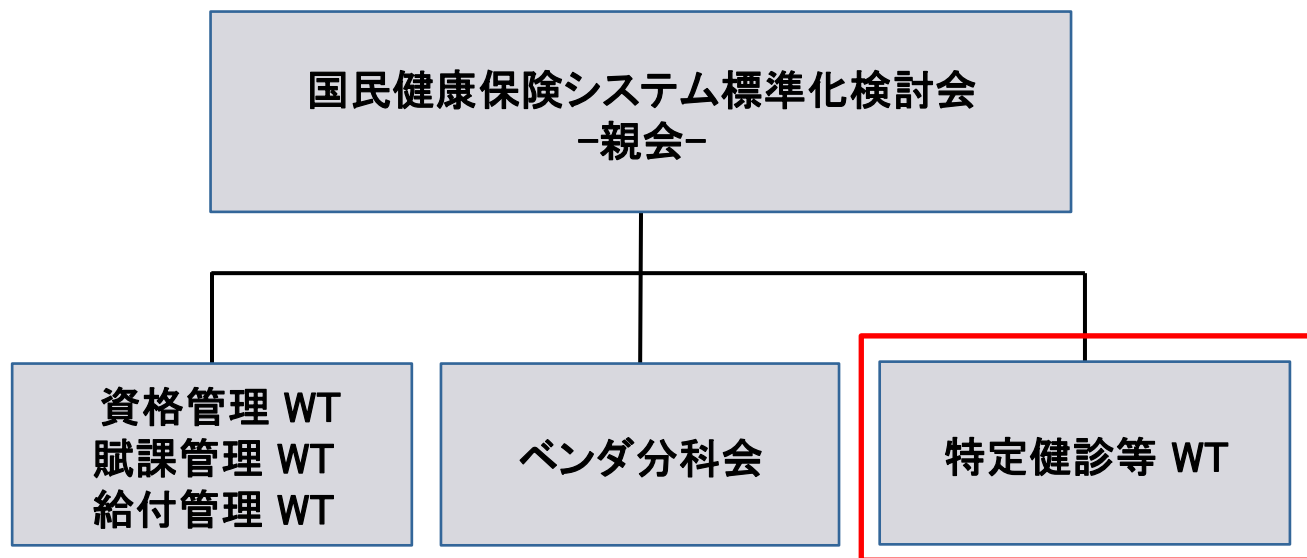 国民健康保険システム標準化検討会
−親会−
資格管理 WT
賦課管理 WT
給付管理 WT
ベンダ分科会
特定健診等 WT